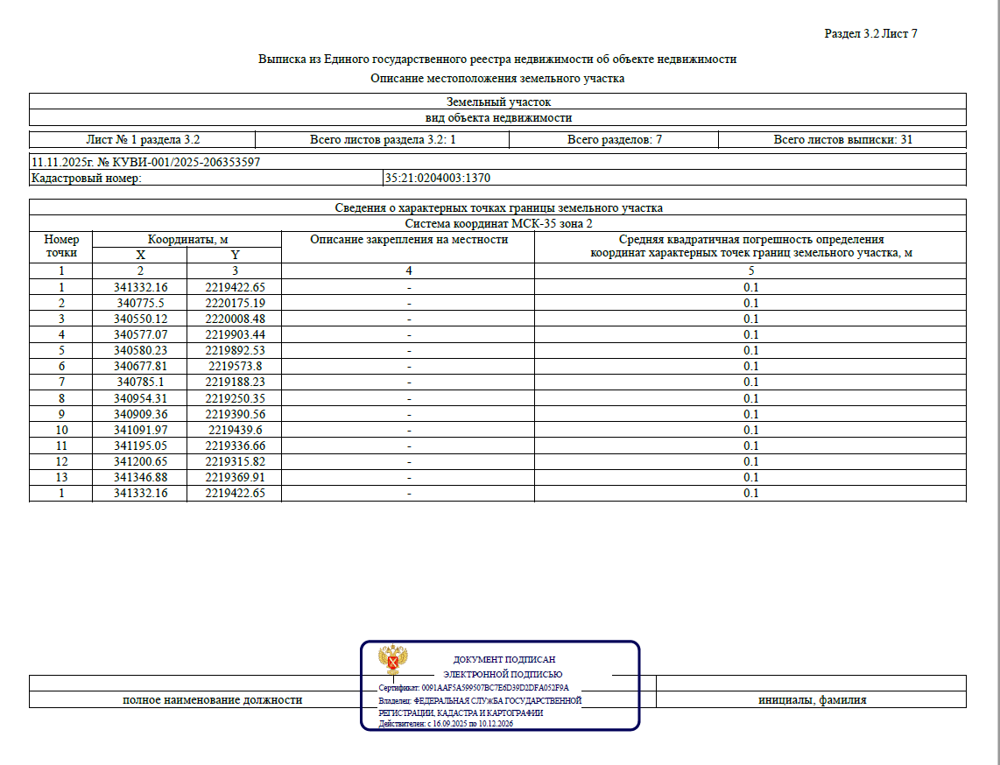 Раздел 3.2 Лист 7
Выписка из Единого государственного реестра недвижимости об объекте недвижимости
Описание местоположения земельного участка
Земельный участок
вид объекта недвижимости
Лист № 1 раздела 3.2 Всего листов раздела 3.2: 1 Всего разделов: 7 Всего листов выписки: 31
11.11.2025г. № КУВИ-001/2025-206353597
Кадастровый номер: 35:21:0204003:1370
Сведения о характерных точках границы земельного участка
Система координат МСК-35 зона 2
Номер точки Координаты, м Описание закрепления на местности Средняя квадратичная погрешность определения координат характерных точек границ земельного участка, м
X Y
1 2 3 4 5
1 341332.16 2219422.65 - 0.1
2 340775.5 2220175.19 - 0.1
3 340550.12 2220008.48 - 0.1
4 340577.07 2219903.44 - 0.1
5 340580.23 2219892.53 - 0.1
6 340677.81 2219573.8 - 0.1
7 340785.1 2219188.23 - 0.1
8 340954.31 2219250.35 - 0.1
9 340909.36 2219390.56 - 0.1
10 341091.97 2219439.6 - 0.1
11 341195.05 2219336.66 - 0.1
12 341200.65 2219315.82 - 0.1
13 341346.88 2219369.91 - 0.1
1 341332.16 2219422.65 - 0.1
ДОКУМЕНТ ПОДПИСАН
ЭЛЕКТРОННОЙ ПОДПИСЬЮ
Сертификат: 0091AAF5A599507BC7E6D39D2DFA052F9A
Владелец: ФЕДЕРАЛЬНАЯ СЛУЖБА ГОСУДАРСТВЕННОЙ
РЕГИСТРАЦИИ, КАДАСТРА И КАРТОГРАФИИ
Действителен: с 16.09.2025 по 10.12.2026
полное наименование должности инициалы, фамилия